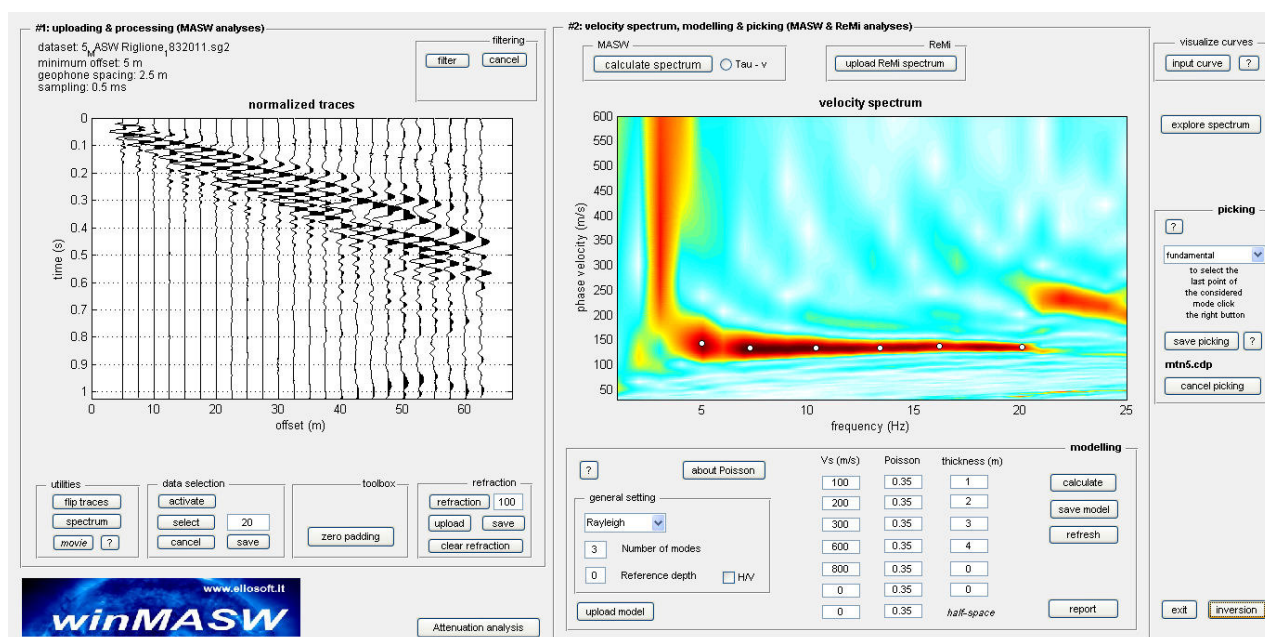 #1: uploading & processing (MASW analyses)
dataset: 5MASW Riglione1832011.sg2
minimum offset: 5 m
geophone spacing: 2.5 m
sampling: 0.5 ms
filtering
filter
cancel
normalized traces
0
0.1
0.2
0.3
0.4
0.5
0.6
0.7
0.8
0.9
1
time (s)
0 10 20 30 40 50 60
offset (m)
utilities
flip traces
spectrum
movie ?
data selection
activate
select 20
cancel save
toolbox
zero padding
refraction
refraction 100
upload save
clear refraction
www.eliosoft.it
winMASW
Attenuation analysis
#2: velocity spectrum, modelling & picking (MASW & ReMi analyses)
MASW
calculate spectrum Tau - v
ReMi
upload ReMi spectrum
velocity spectrum
600
550
500
450
400
350
300
250
200
150
100
50
phase velocity (m/s)
5 10 15 20 25
frequency (Hz)
modelling
? about Poisson
general setting
Rayleigh
3 Number of modes
0 Reference depth H/V
upload model
Vs (m/s) Poisson thickness (m)
100 0.35 1
200 0.35 2
300 0.35 3
600 0.35 4
800 0.35 0
0 0.35 0
0 0.35 half-space
calculate
save model
refresh
report
visualize curves
input curve ?
explore spectrum
picking
?
fundamental
to select the
last point of
the considered
mode click
the right button
save picking ?
mtn5.cdp
cancel picking
exit inversion